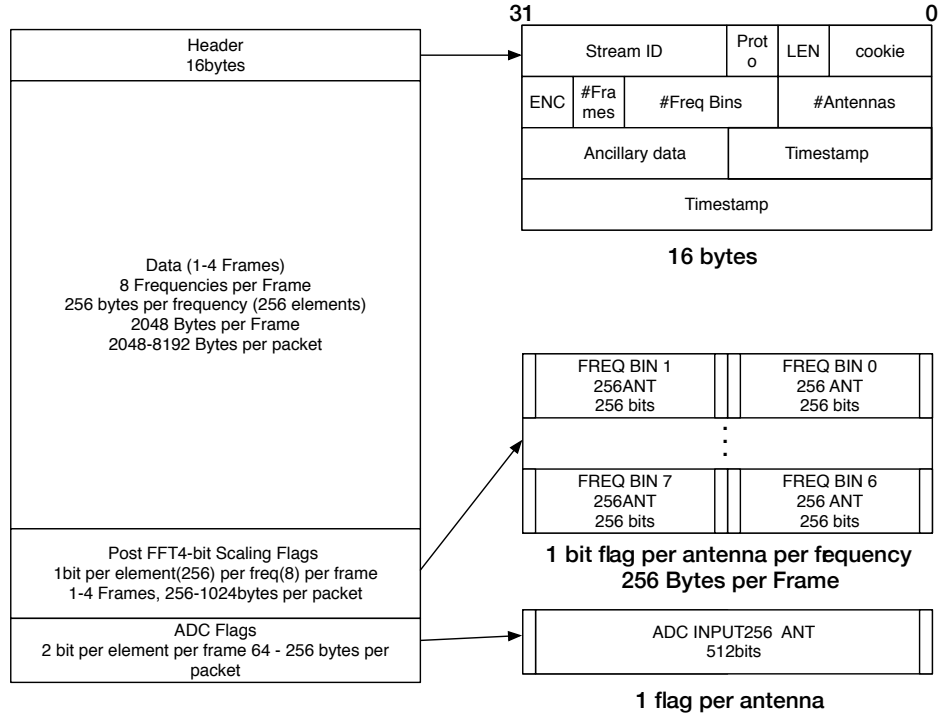 Header
16bytes
Data (1-4 Frames)
8 Frequencies per Frame
256 bytes per frequency (256 elements)
2048 Bytes per Frame
2048-8192 Bytes per packet
Post FFT4-bit Scaling Flags
1bit per element(256) per freq(8) per frame
1-4 Frames, 256-1024bytes per packet
ADC Flags
2 bit per element per frame 64 - 256 bytes per
packet
31 0
Stream ID Prot
o LEN cookie
ENC #Fra
mes #Freq Bins #Antennas
Ancillary data Timestamp
Timestamp
16 bytes
FREQ BIN 1
256ANT
256 bits
FREQ BIN 0
256 ANT
256 bits
FREQ BIN 7
256ANT
256 bits
FREQ BIN 6
256 ANT
256 bits
1 bit flag per antenna per fequency
256 Bytes per Frame
ADC INPUT256 ANT
512bits
1 flag per antenna